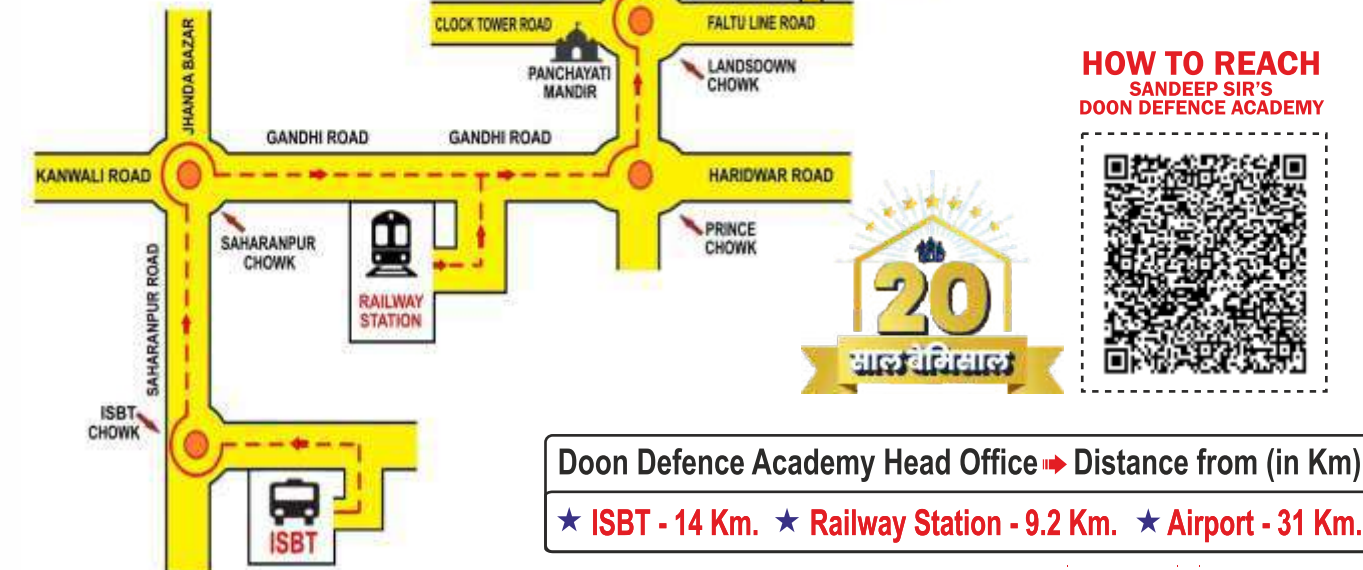 CLOCK TOWER ROAD
FALTU LINE ROAD
PANCHAYATI
MANDIR
LANDSDOWN
CHOWK
JHANDA BAZAR
GANDHI ROAD
GANDHI ROAD
KANWALI ROAD
HARIDWAR ROAD
SAHARANPUR
CHOWK
PRINCE
CHOWK
RAILWAY
STATION
SAHARANPUR ROAD
ISBT
CHOWK
ISBT
HOW TO REACH
SANDEEP SIR'S
DOON DEFENCE ACADEMY
20
साल बेमिसाल
Doon Defence Academy Head Office Distance from (in Km)
★ ISBT - 14 Km. ★ Railway Station - 9.2 Km. ★ Airport - 31 Km.